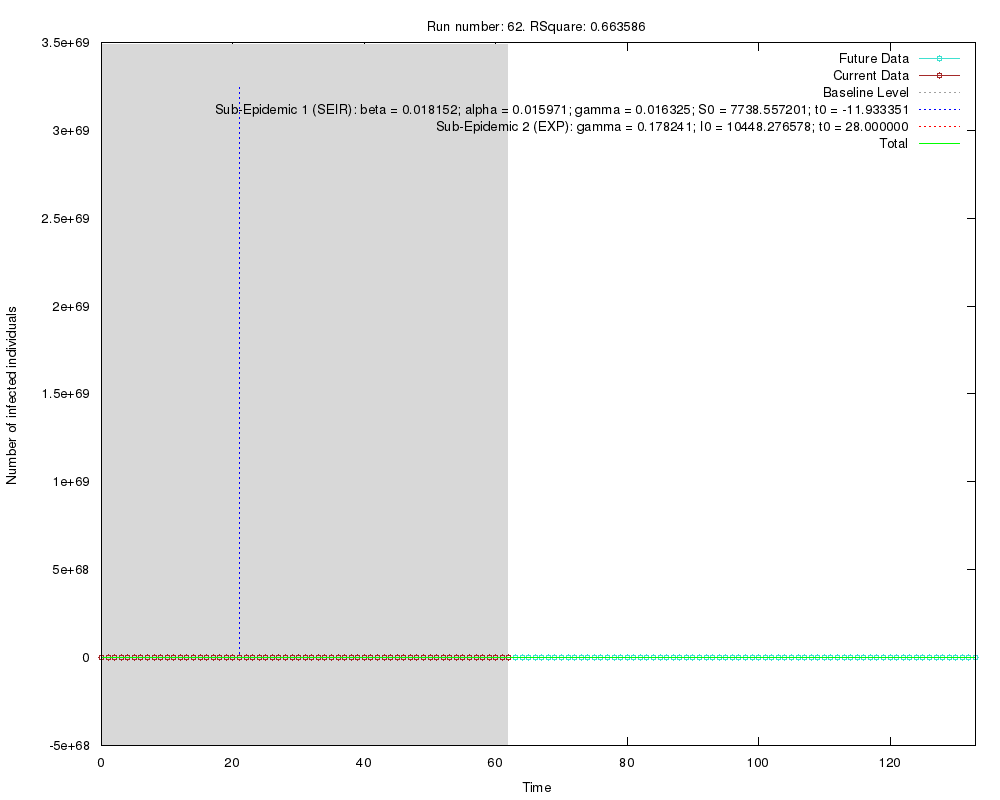 Run number: 62. RSquare: 0.663586
3.5e+69
3e+69
2.5e+69
2e+69
1.5e+69
1e+69
5e+68
0
-5e+68
Number of infected individuals
Future Data
Current Data
Baseline Level
Sub-Epidemic 1 (SEIR): beta = 0.018152; alpha = 0.015971; gamma = 0.016325; S0 = 7738.557201; t0 = -11.933351
Sub-Epidemic 2 (EXP): gamma = 0.178241; I0 = 10448.276578; t0 = 28.000000
Total
0 20 40 60 80 100 120
Time